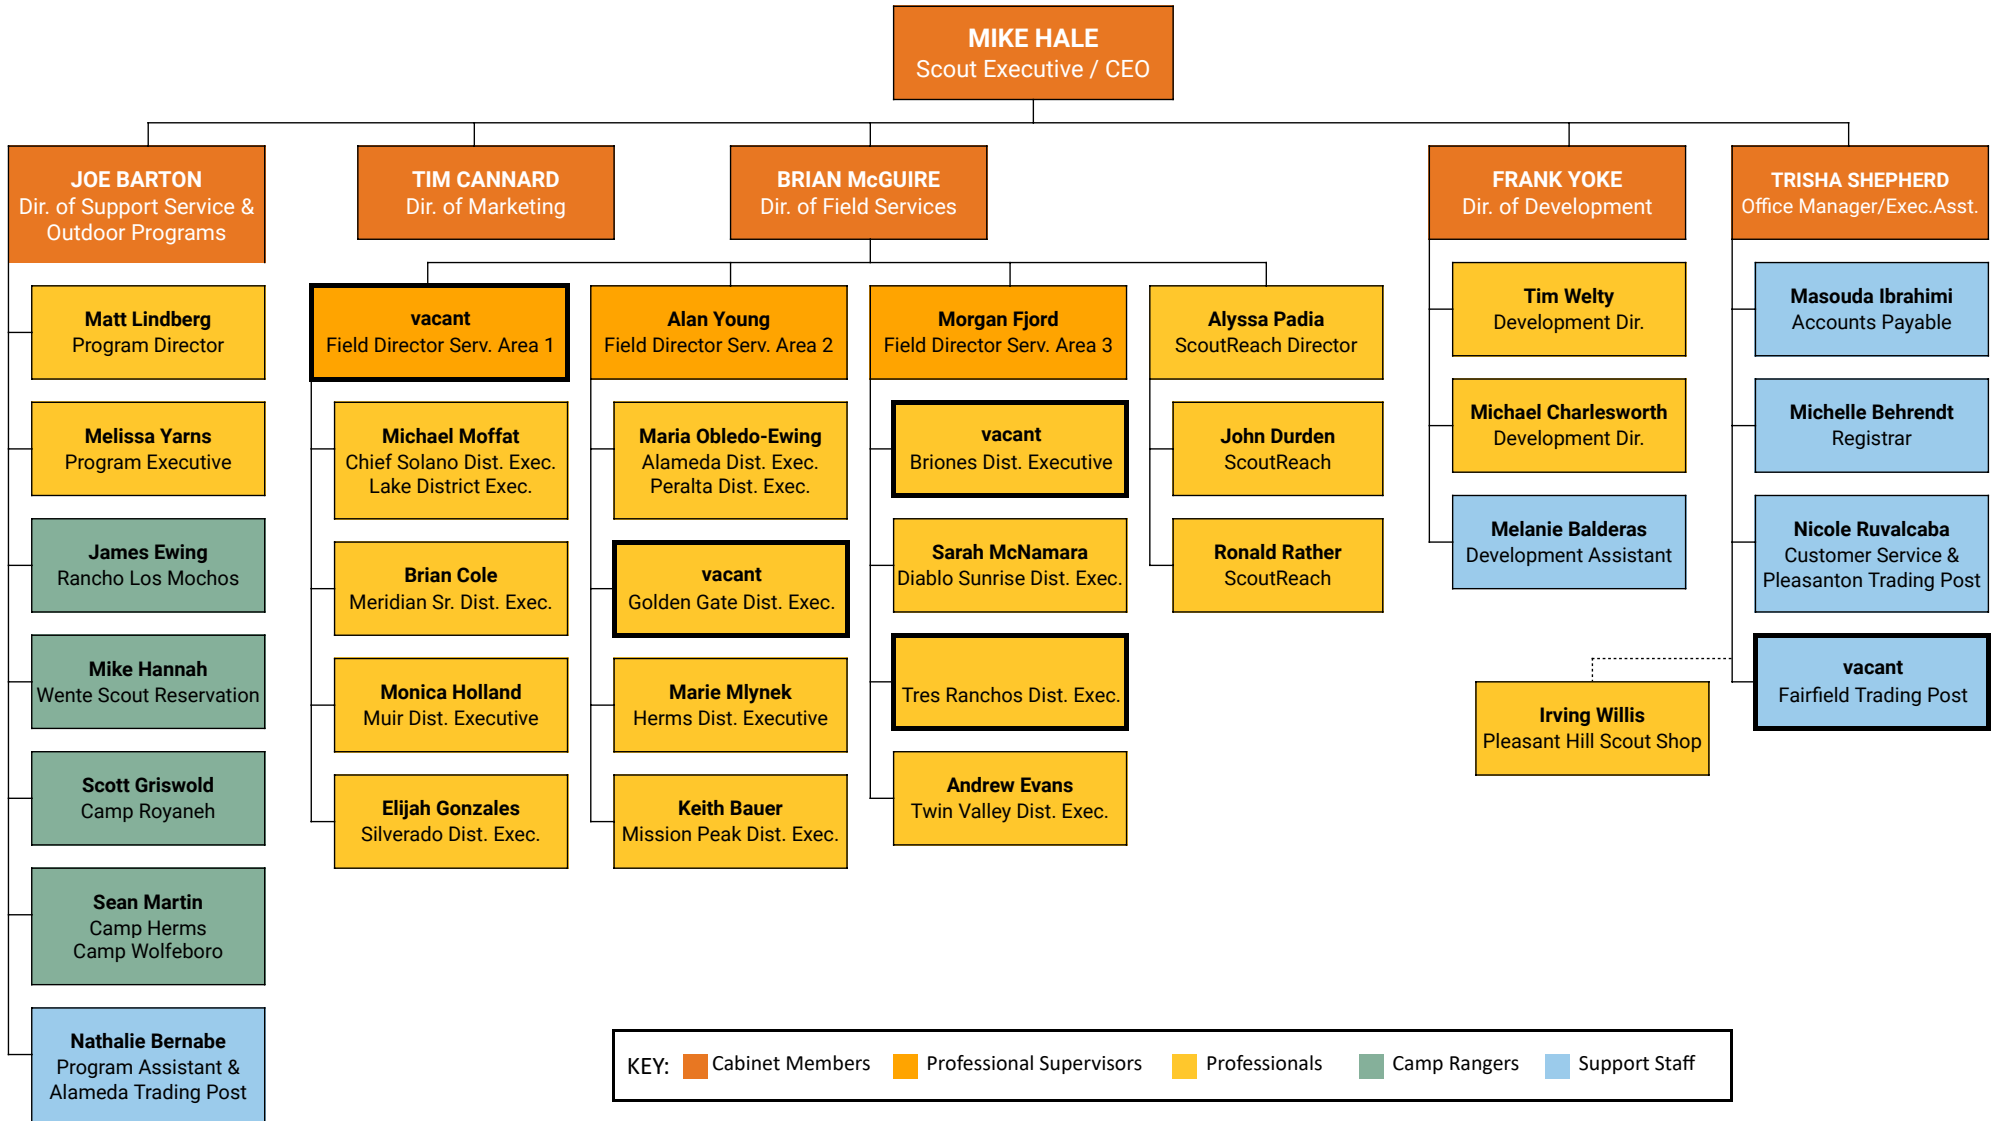 MIKE HALE
Scout Executive / CEO
JOE BARTON
Dir. of Support Service &
Outdoor Programs
TIM CANNARD
Dir. of Marketing
BRIAN McGUIRE
Dir. of Field Services
FRANK YOKE
Dir. of Development
TRISHA SHEPHERD
Office Manager/Exec.Asst.
Matt Lindberg
Program Director
Melissa Yarns
Program Executive
James Ewing
Rancho Los Mochos
Mike Hannah
Wente Scout Reservation
Scott Griswold
Camp Royaneh
Sean Martin
Camp Herms
Camp Wolfeboro
Nathalie Bernabe
Program Assistant &
Alameda Trading Post
vacant
Field Director Serv. Area 1
Michael Moffat
Chief Solano Dist. Exec.
Lake District Exec.
Brian Cole
Meridian Sr. Dist. Exec.
Monica Holland
Muir Dist. Executive
Elijah Gonzales
Silverado Dist. Exec.
Alan Young
Field Director Serv. Area 2
Maria Obledo-Ewing
Alameda Dist. Exec.
Peralta Dist. Exec.
vacant
Golden Gate Dist. Exec.
Marie Mlynek
Herms Dist. Executive
Keith Bauer
Mission Peak Dist. Exec.
Morgan Fjord
Field Director Serv. Area 3
vacant
Briones Dist. Executive
Sarah McNamara
Diablo Sunrise Dist. Exec.
Tres Ranchos Dist. Exec.
Andrew Evans
Twin Valley Dist. Exec.
Alyssa Padia
ScoutReach Director
John Durden
ScoutReach
Ronald Rather
ScoutReach
Tim Welty
Development Dir.
Michael Charlesworth
Development Dir.
Melanie Balderas
Development Assistant
Masouda Ibrahimi
Accounts Payable
Michelle Behrendt
Registrar
Nicole Ruvalcaba
Customer Service &
Pleasanton Trading Post
vacant
Fairfield Trading Post
Irving Willis
Pleasant Hill Scout Shop
KEY: Cabinet Members Professional Supervisors Professionals Camp Rangers Support Staff